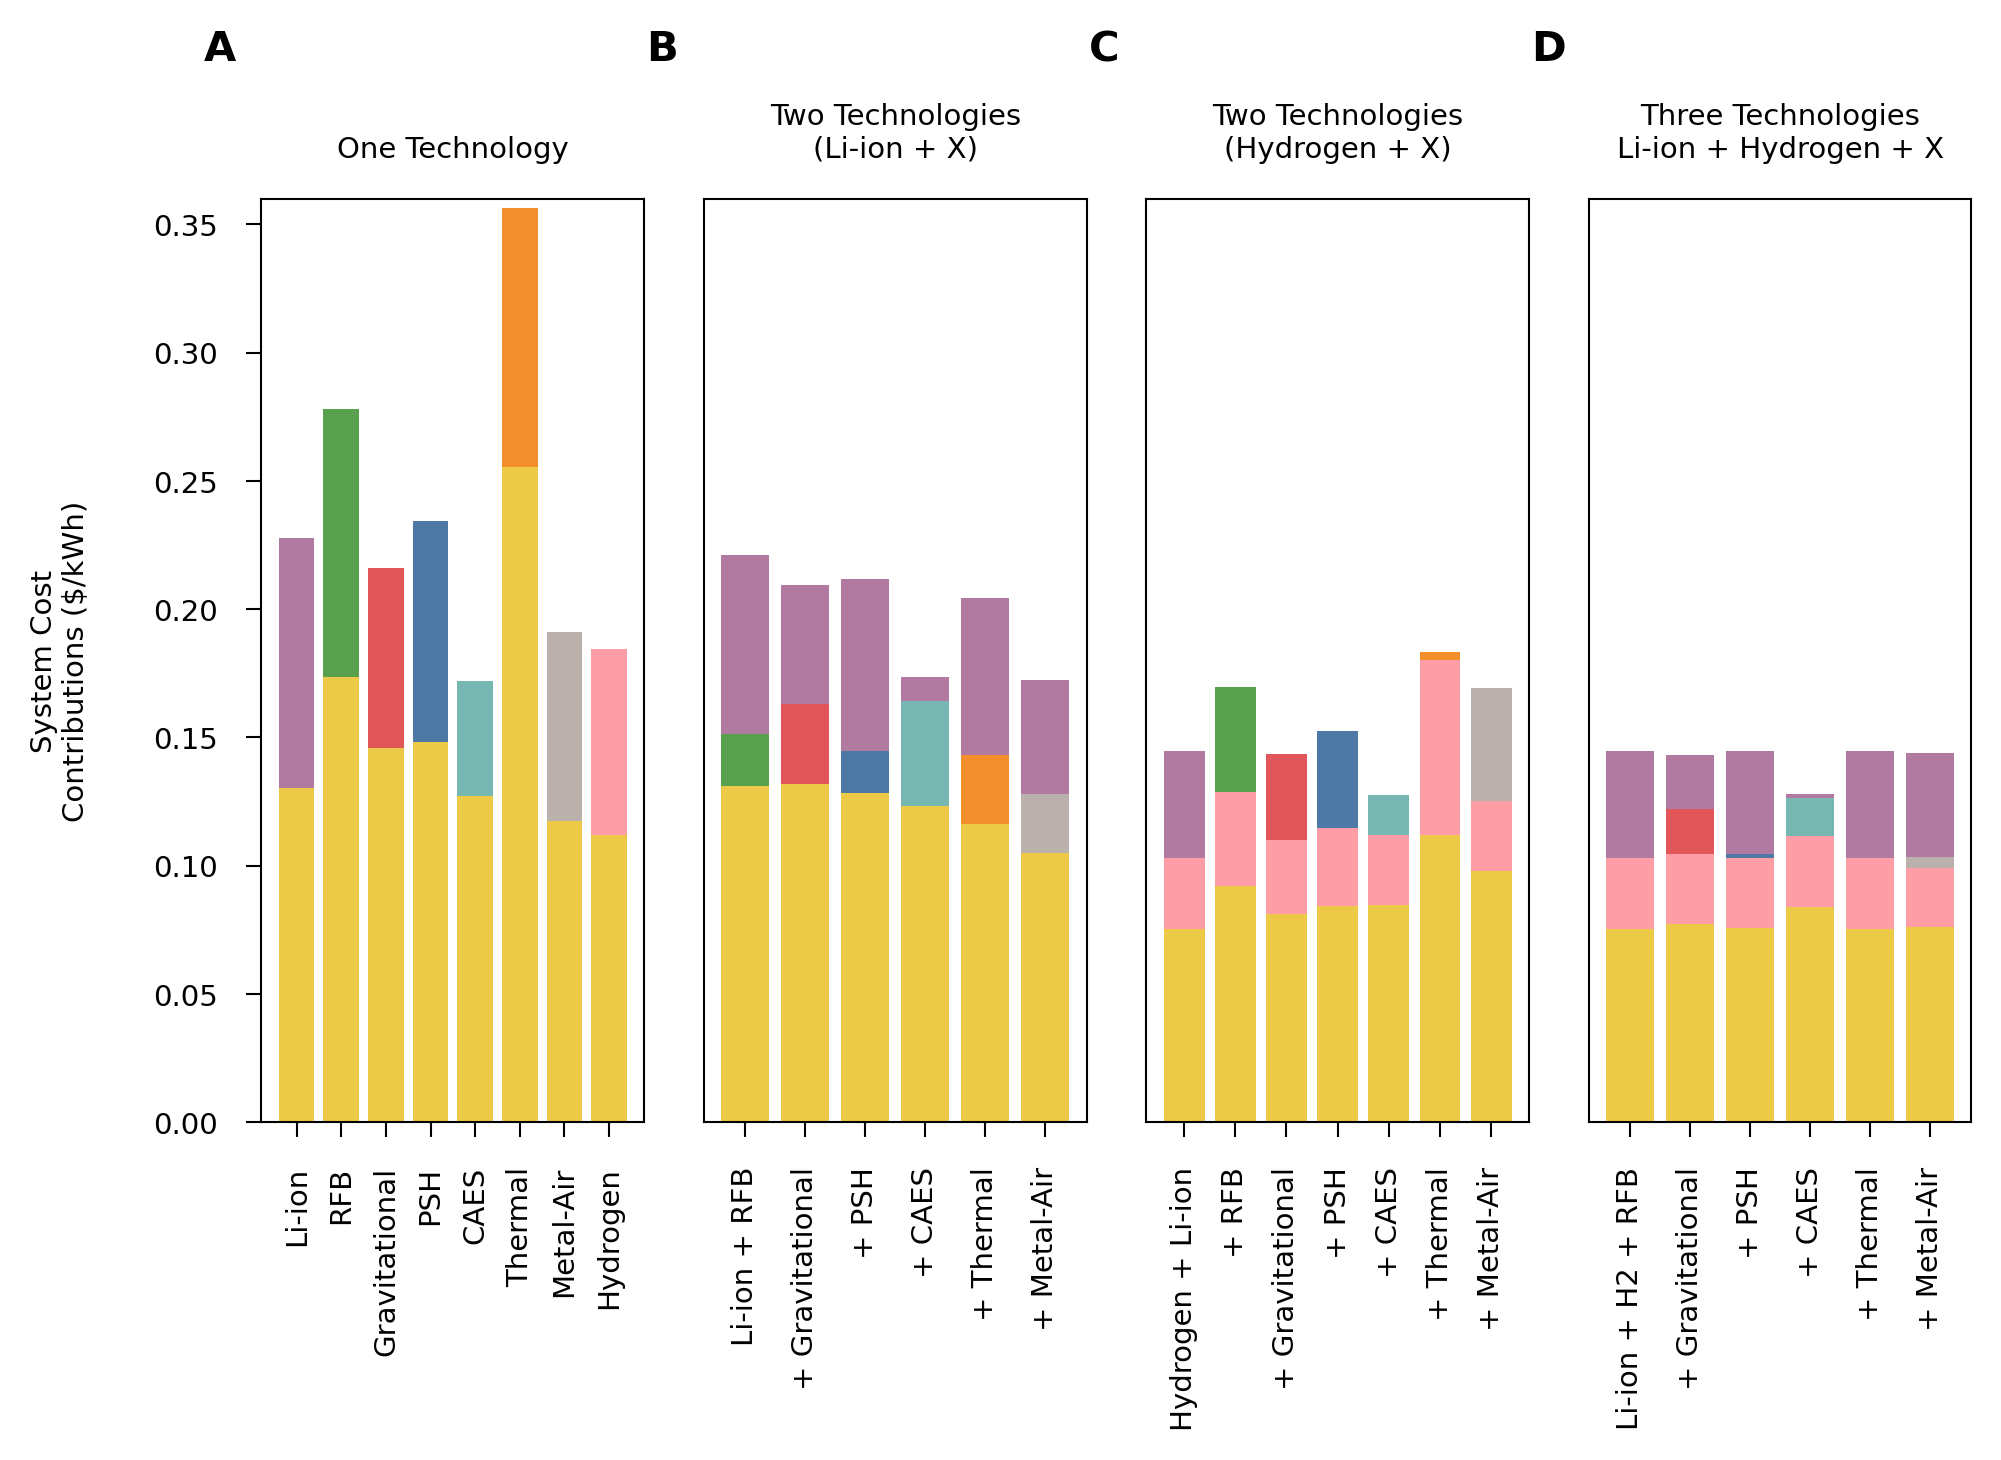 A
B
C
D
One Technology
Two Technologies
(Li-ion + X)
Two Technologies
(Hydrogen + X)
Three Technologies
Li-ion + Hydrogen + X
System Cost
Contributions ($/kWh)
0.35
0.30
0.25
0.20
0.15
0.10
0.05
0.00
Li-ion
RFB
Gravitational
PSH
CAES
Thermal
Metal-Air
Hydrogen
Li-ion + RFB
+ Gravitational
+ PSH
+ CAES
+ Thermal
+ Metal-Air
Hydrogen + Li-ion
+ RFB
+ Gravitational
+ PSH
+ CAES
+ Thermal
+ Metal-Air
Li-ion + H2 + RFB
+ Gravitational
+ PSH
+ CAES
+ Thermal
+ Metal-Air